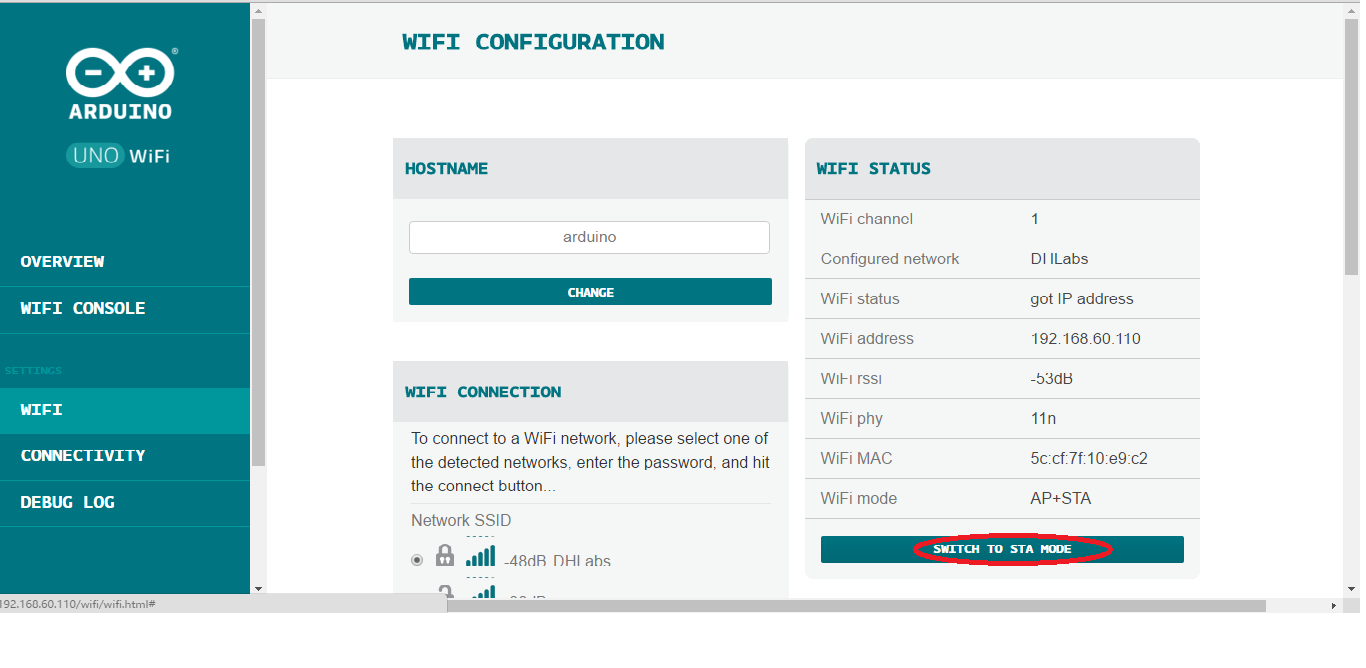 WIFI CONFIGURATION
ARDUINO
UNO WiFi
OVERVIEW
WIFI CONSOLE
SETTINGS
WIFI
CONNECTIVITY
DEBUG LOG
HOSTNAME
arduino
CHANGE
WIFI CONNECTION
To connect to a WiFi network, please select one of
the detected networks, enter the password, and hit
the connect button...
Network SSID
-48dB DHLabs
WIFI STATUS
WiFi channel 1
Configured network DHLabs
WiFi status got IP address
WiFi address 192.168.60.110
WiFi rssi -53dB
WiFi phy 11n
WiFi MAC 5c:cf:7f:10:e9:c2
WiFi mode AP+STA
SWITCH TO STA MODE
192.168.60.110/wifi/wifi.html#